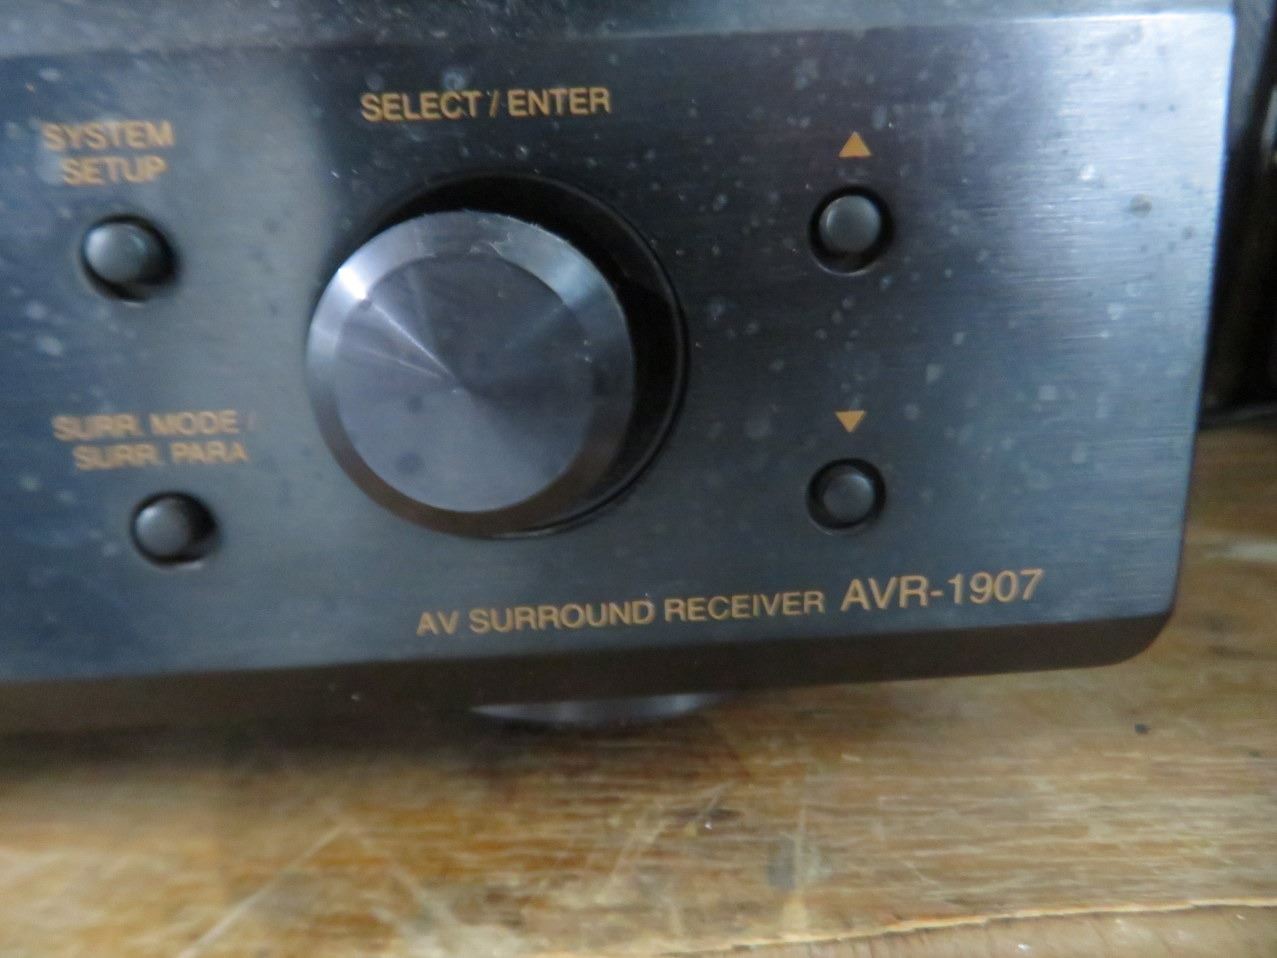 SELECT / ENTER
SYSTEM
SETUP
SURR. MODE /
SURR. PARA
AV SURROUND RECEIVER AVR-1907